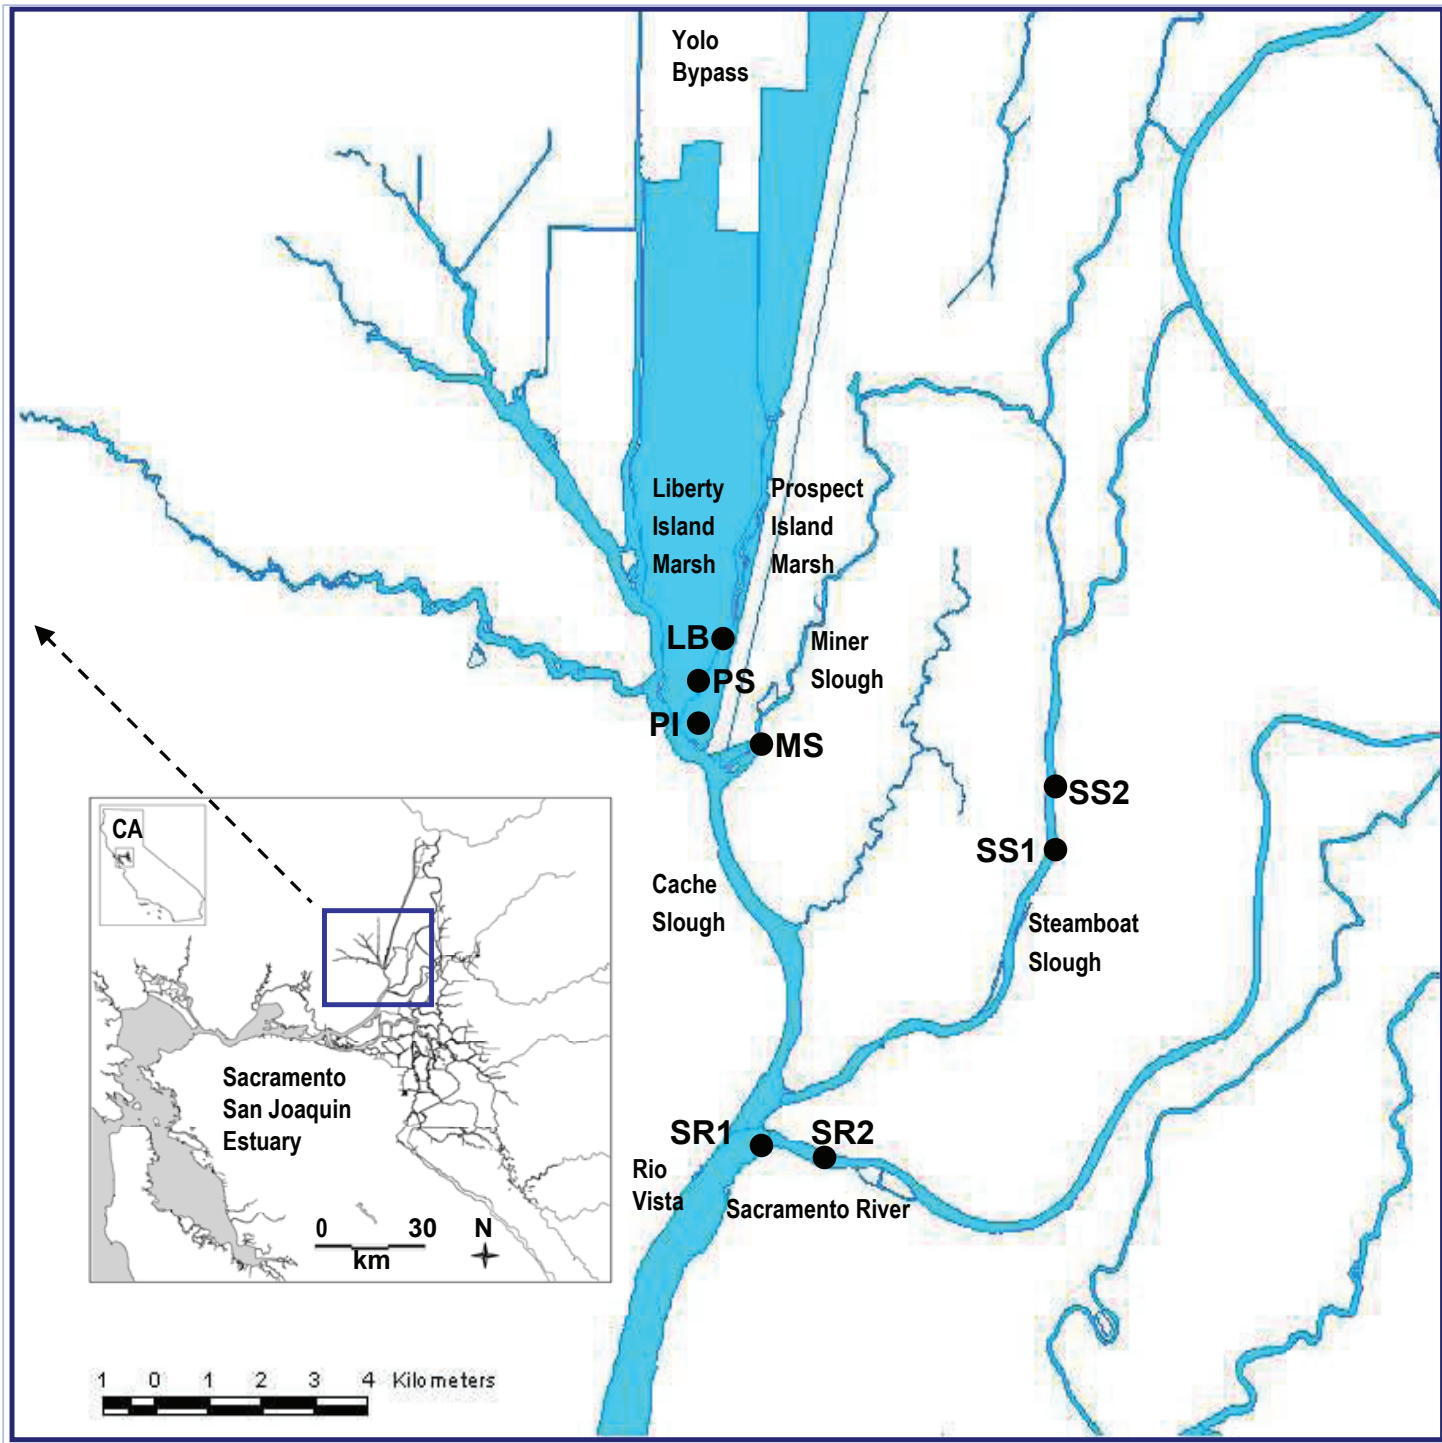 Yolo
Bypass
Liberty
Island
Marsh
Prospect
Island
Marsh
LB
PS
PI
MS
Miner
Slough
SS2
SS1
Cache
Slough
Steamboat
Slough
CA
Sacramento
San Joaquin
Estuary
0 30
km
N
SR1
SR2
Rio
Vista
Sacramento River
1 0 1 2 3 4 Kilometers